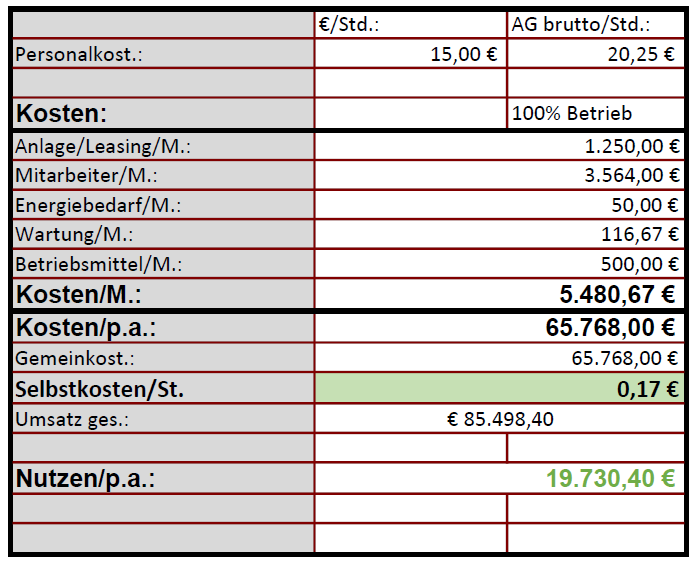 €/Std.: AG brutto/Std.:
Personalkost.: 15,00 € 20,25 €
Kosten: 100% Betrieb
Anlage/Leasing/M.: 1.250,00 €
Mitarbeiter/M.: 3.564,00 €
Energiebedarf/M.: 50,00 €
Wartung/M.: 116,67 €
Betriebsmittel/M.: 500,00 €
Kosten/M.: 5.480,67 €
Kosten/p.a.: 65.768,00 €
Gemeinkost.: 65.768,00 €
Selbstkosten/St. 0,17 €
Umsatz ges.: € 85.498,40
Nutzen/p.a.: 19.730,40 €